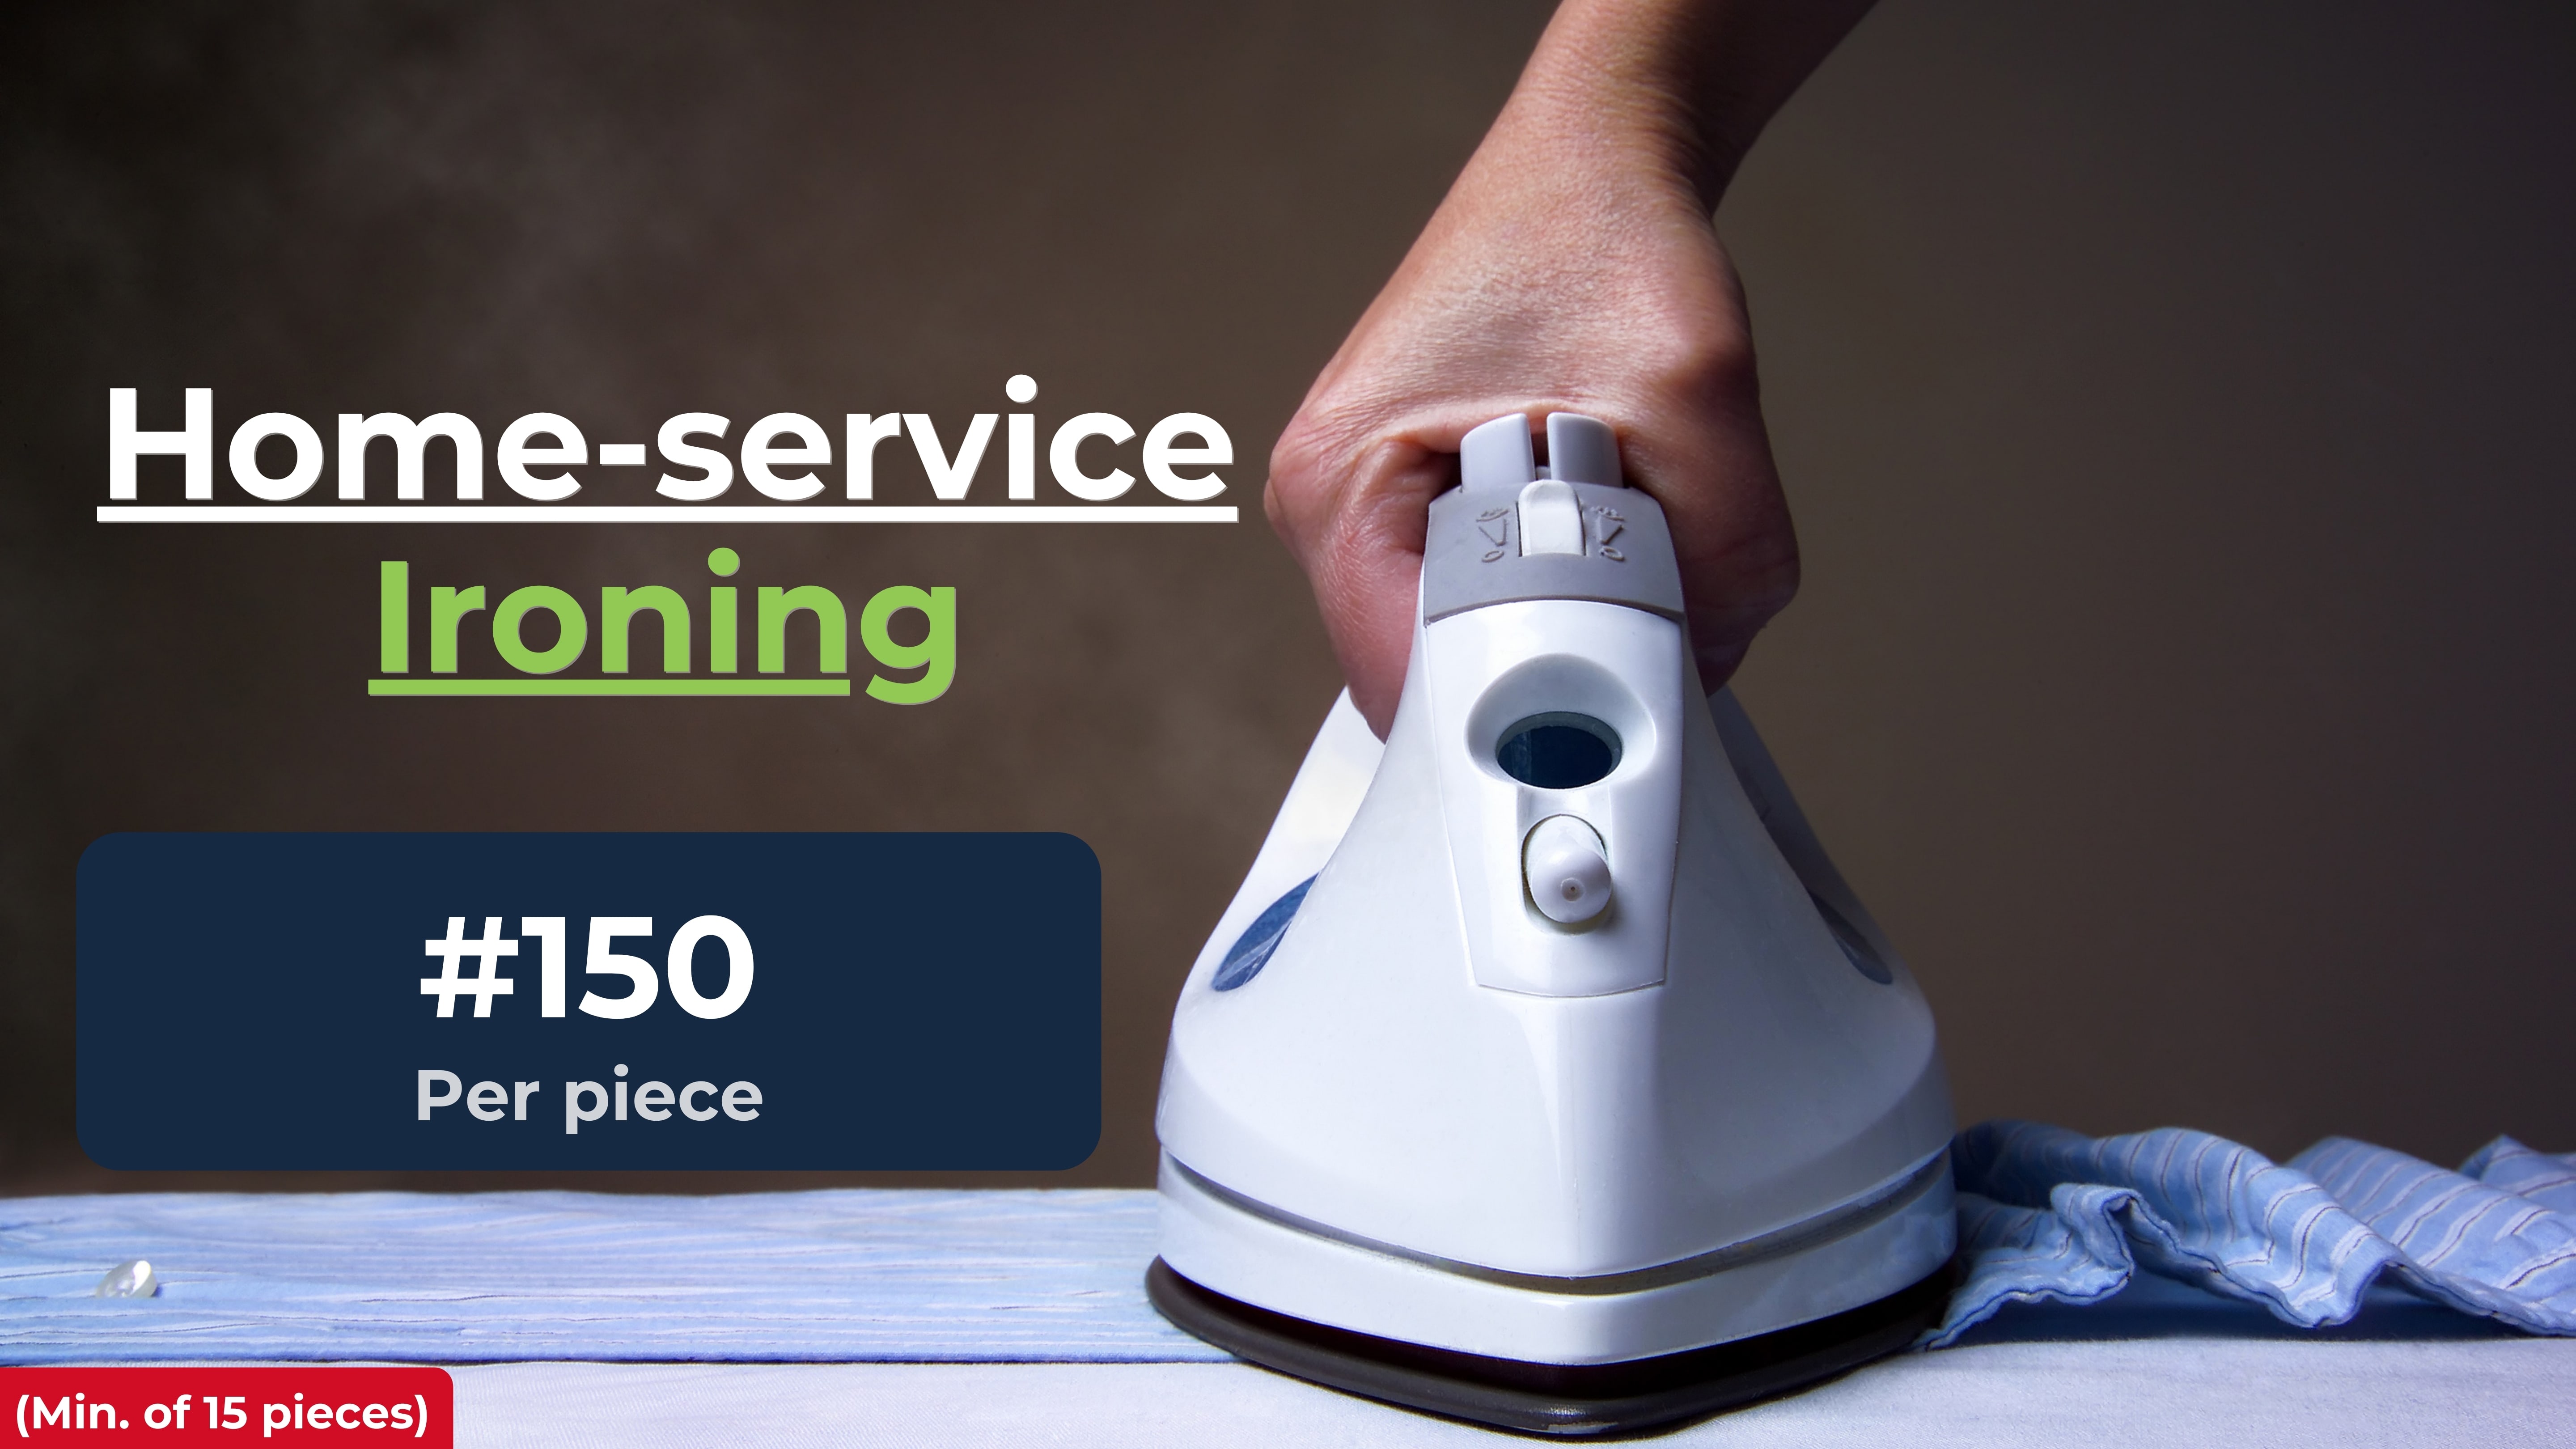 Home-service
Ironing
#150
Per piece
(Min. of 15 pieces)